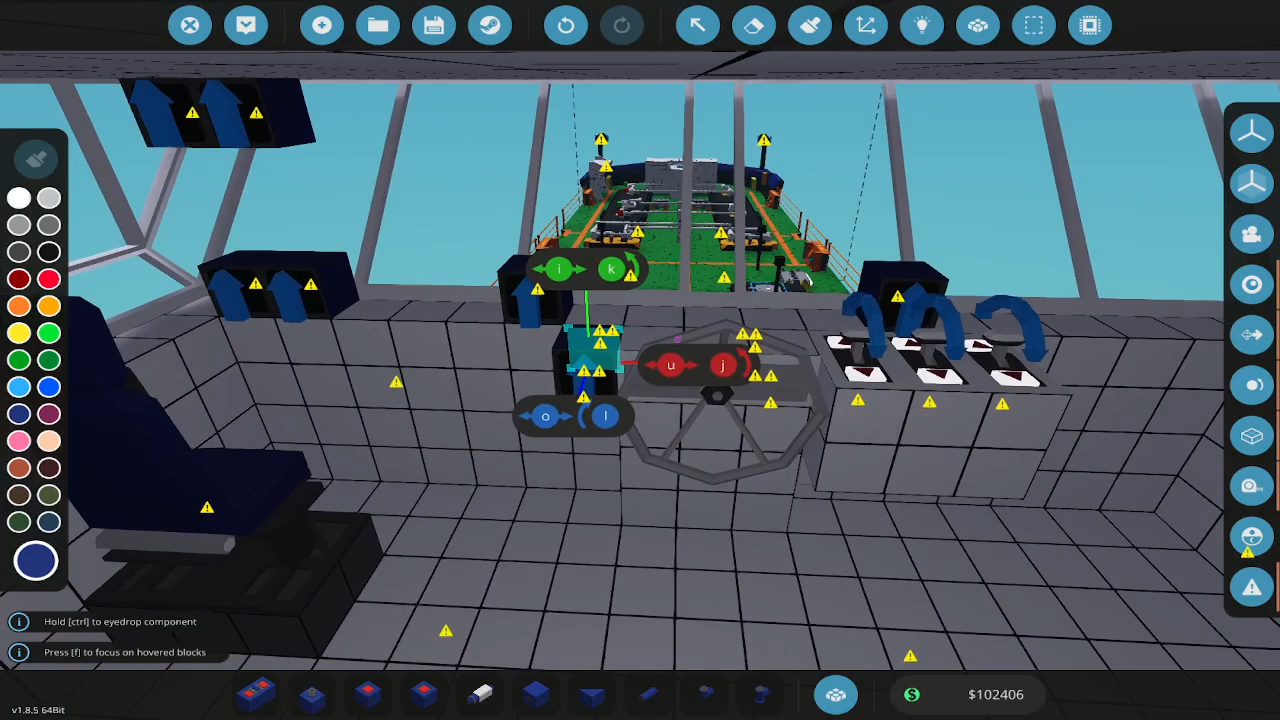 i k
u j
o l
Hold [ctrl] to eyedrop component
Press [f] to focus on hovered blocks
$ $102406
v1.8.5 64Bit